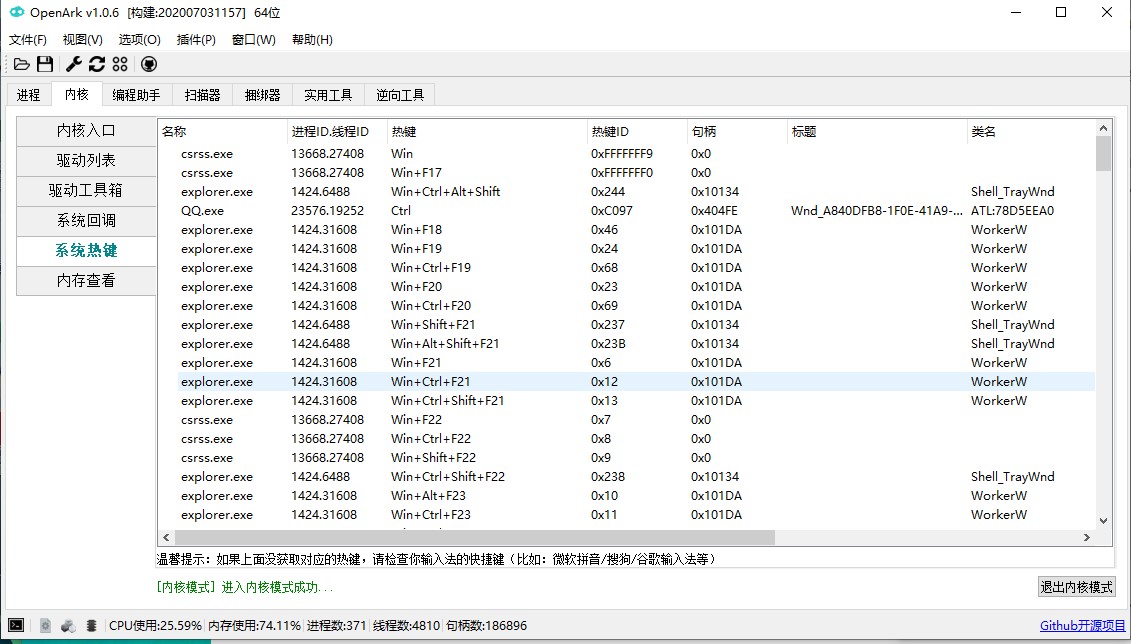 OpenArk v1.0.6 [构建:202007031157] 64位
文件(F) 视图(V) 选项(O) 插件(P) 窗口(W) 帮助(H)
进程 内核 编程助手 扫描器 捆绑器 实用工具 逆向工具
内核入口
驱动列表
驱动工具箱
系统回调
系统热键
内存查看
名称 进程ID.线程ID 热键 热键ID 句柄 标题 类名
csrss.exe 13668.27408 Win 0xFFFFFFF9 0x0
csrss.exe 13668.27408 Win+F17 0xFFFFFFF0 0x0
explorer.exe 1424.6488 Win+Ctrl+Alt+Shift 0x244 0x10134 Shell_TrayWnd
QQ.exe 23576.19252 Ctrl 0xC097 0x404FE Wnd_A840DFB8-1F0E-41A9-... ATL:78D5EEA0
explorer.exe 1424.31608 Win+F18 0x46 0x101DA WorkerW
explorer.exe 1424.31608 Win+F19 0x24 0x101DA WorkerW
explorer.exe 1424.31608 Win+Ctrl+F19 0x68 0x101DA WorkerW
explorer.exe 1424.31608 Win+F20 0x23 0x101DA WorkerW
explorer.exe 1424.31608 Win+Ctrl+F20 0x69 0x101DA WorkerW
explorer.exe 1424.6488 Win+Shift+F21 0x237 0x10134 Shell_TrayWnd
explorer.exe 1424.6488 Win+Alt+Shift+F21 0x23B 0x10134 Shell_TrayWnd
explorer.exe 1424.31608 Win+F21 0x6 0x101DA WorkerW
explorer.exe 1424.31608 Win+Ctrl+F21 0x12 0x101DA WorkerW
explorer.exe 1424.31608 Win+Ctrl+Shift+F21 0x13 0x101DA WorkerW
csrss.exe 13668.27408 Win+F22 0x7 0x0
csrss.exe 13668.27408 Win+Ctrl+F22 0x8 0x0
csrss.exe 13668.27408 Win+Shift+F22 0x9 0x0
explorer.exe 1424.6488 Win+Ctrl+Shift+F22 0x238 0x10134 Shell_TrayWnd
explorer.exe 1424.31608 Win+Alt+F23 0x10 0x101DA WorkerW
explorer.exe 1424.31608 Win+Ctrl+F23 0x11 0x101DA WorkerW
温馨提示：如果上面没获取对应的热键，请检查你输入法的快捷键（比如：微软拼音/搜狗/谷歌输入法等）
[内核模式] 进入内核模式成功...
退出内核模式
CPU使用:25.59% 内存使用:74.11% 进程数:371 线程数:4810 句柄数:186896
Github开源项目